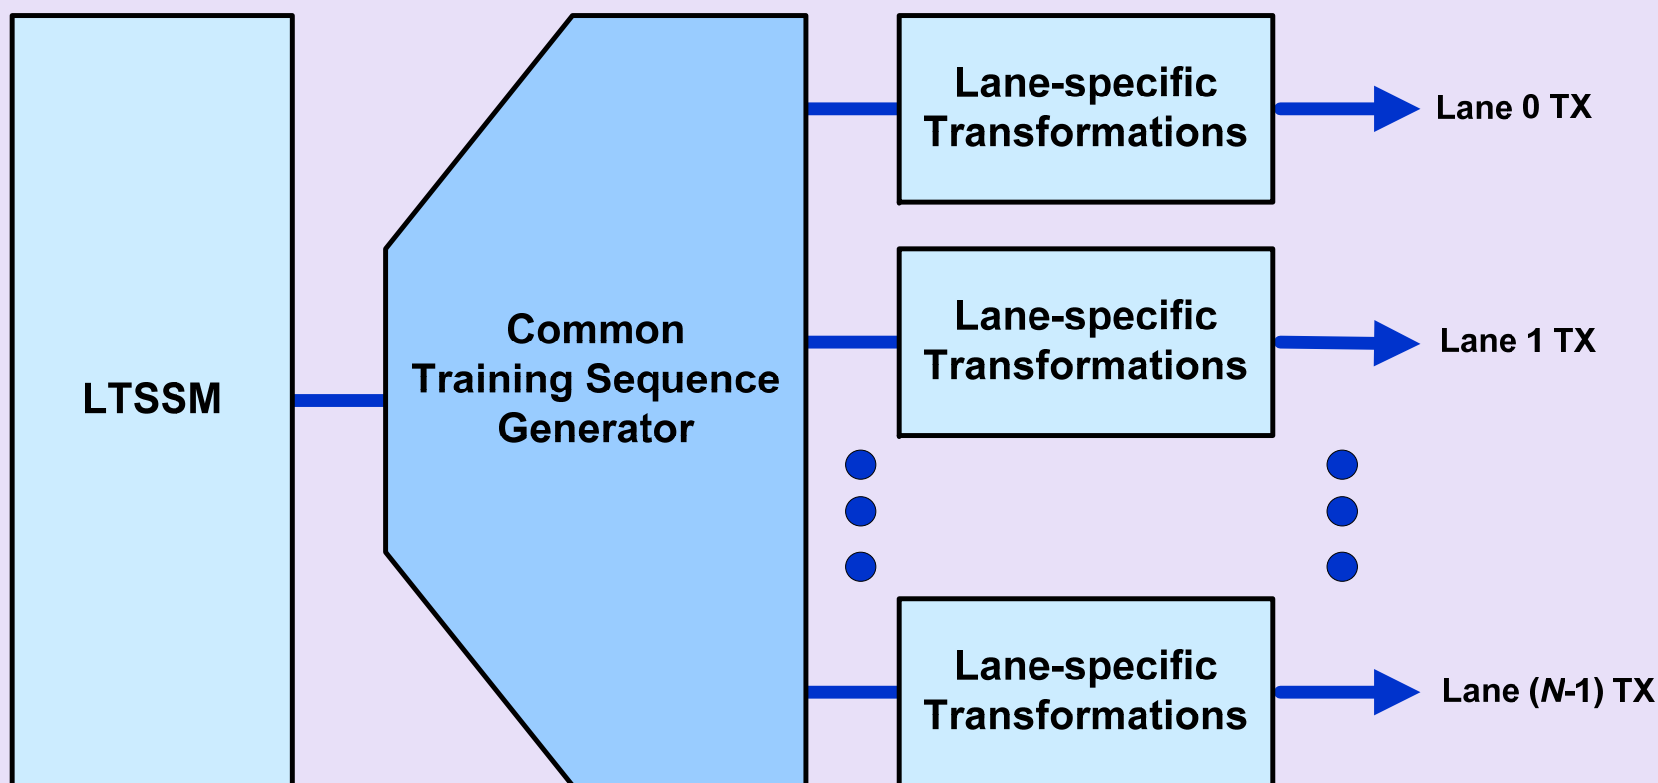 LTSSM
Common
Training Sequence
Generator
Lane-specific
Transformations
Lane 0 TX
Lane-specific
Transformations
Lane 1 TX
Lane-specific
Transformations
Lane (N-1) TX